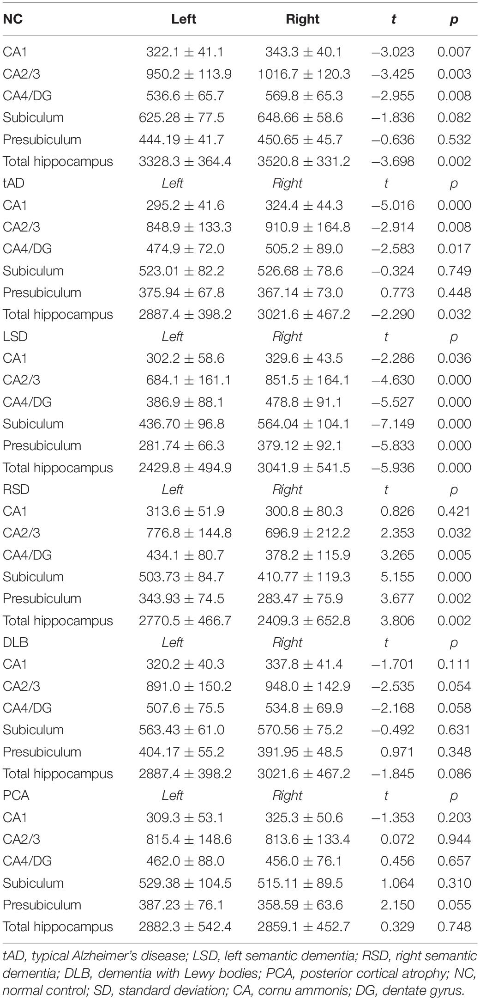 NC Left Right t p
CA1 322.1 ± 41.1 343.3 ± 40.1 −3.023 0.007
CA2/3 950.2 ± 113.9 1016.7 ± 120.3 −3.425 0.003
CA4/DG 536.6 ± 65.7 569.8 ± 65.3 −2.955 0.008
Subiculum 625.28 ± 77.5 648.66 ± 58.6 −1.836 0.082
Presubiculum 444.19 ± 41.7 450.65 ± 45.7 −0.636 0.532
Total hippocampus 3328.3 ± 364.4 3520.8 ± 331.2 −3.698 0.002
tAD Left Right t p
CA1 295.2 ± 41.6 324.4 ± 44.3 −5.016 0.000
CA2/3 848.9 ± 133.3 910.9 ± 164.8 −2.914 0.008
CA4/DG 474.9 ± 72.0 505.2 ± 89.0 −2.583 0.017
Subiculum 523.01 ± 82.2 526.68 ± 78.6 −0.324 0.749
Presubiculum 375.94 ± 67.8 367.14 ± 73.0 0.773 0.448
Total hippocampus 2887.4 ± 398.2 3021.6 ± 467.2 −2.290 0.032
LSD Left Right t p
CA1 302.2 ± 58.6 329.6 ± 43.5 −2.286 0.036
CA2/3 684.1 ± 161.1 851.5 ± 164.1 −4.630 0.000
CA4/DG 386.9 ± 88.1 478.8 ± 91.1 −5.527 0.000
Subiculum 436.70 ± 96.8 564.04 ± 104.1 −7.149 0.000
Presubiculum 281.74 ± 66.3 379.12 ± 92.1 −5.833 0.000
Total hippocampus 2429.8 ± 494.9 3041.9 ± 541.5 −5.936 0.000
RSD Left Right t p
CA1 313.6 ± 51.9 300.8 ± 80.3 0.826 0.421
CA2/3 776.8 ± 144.8 696.9 ± 212.2 2.353 0.032
CA4/DG 434.1 ± 80.7 378.2 ± 115.9 3.265 0.005
Subiculum 503.73 ± 84.7 410.77 ± 119.3 5.155 0.000
Presubiculum 343.93 ± 74.5 283.47 ± 75.9 3.677 0.002
Total hippocampus 2770.5 ± 466.7 2409.3 ± 652.8 3.806 0.002
DLB Left Right t p
CA1 320.2 ± 40.3 337.8 ± 41.4 −1.701 0.111
CA2/3 891.0 ± 150.2 948.0 ± 142.9 −2.535 0.054
CA4/DG 507.6 ± 75.5 534.8 ± 69.9 −2.168 0.058
Subiculum 563.43 ± 61.0 570.56 ± 75.2 −0.492 0.631
Presubiculum 404.17 ± 55.2 391.95 ± 48.5 0.971 0.348
Total hippocampus 2887.4 ± 398.2 3021.6 ± 467.2 −1.845 0.086
PCA Left Right t p
CA1 309.3 ± 53.1 325.3 ± 50.6 −1.353 0.203
CA2/3 815.4 ± 148.6 813.6 ± 133.4 0.072 0.944
CA4/DG 462.0 ± 88.0 456.0 ± 76.1 0.456 0.657
Subiculum 529.38 ± 104.5 515.11 ± 89.5 1.064 0.310
Presubiculum 387.23 ± 76.1 358.59 ± 63.6 2.150 0.055
Total hippocampus 2882.3 ± 542.4 2859.1 ± 452.7 0.329 0.748
tAD, typical Alzheimer's disease; LSD, left semantic dementia; RSD, right semantic
dementia; DLB, dementia with Lewy bodies; PCA, posterior cortical atrophy; NC,
normal control; SD, standard deviation; CA, cornu ammonis; DG, dentate gyrus.